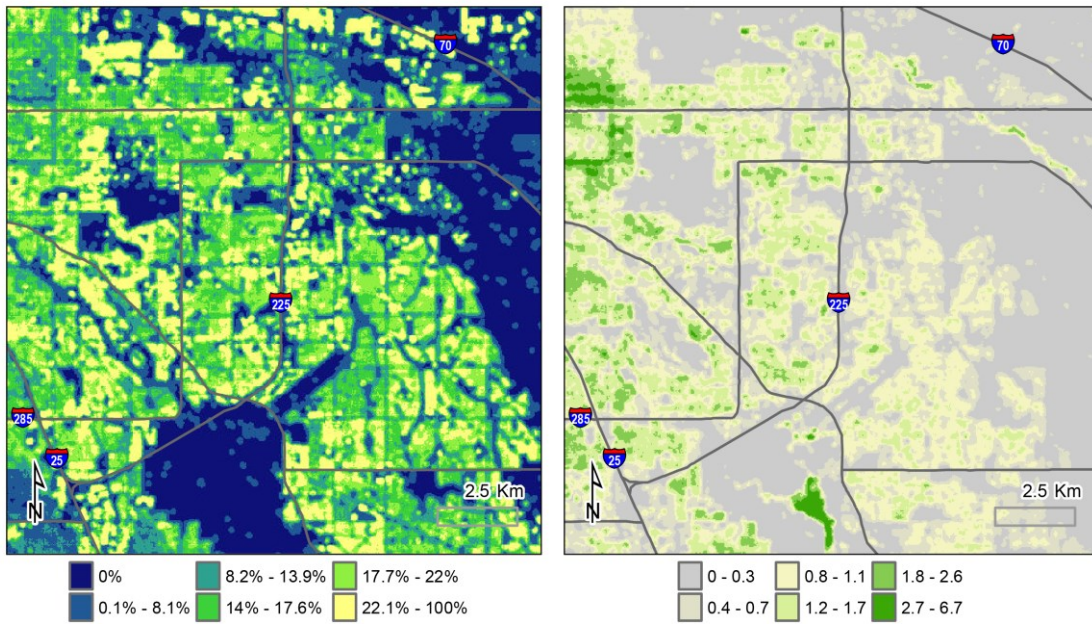 70
70
225
225
285
25
N
2.5 Km
285
25
N
2.5 Km
0% 8.2% - 13.9% 17.7% - 22%
0.1% - 8.1% 14% - 17.6% 22.1% - 100%
0 - 0.3 0.8 - 1.1 1.8 - 2.6
0.4 - 0.7 1.2 - 1.7 2.7 - 6.7